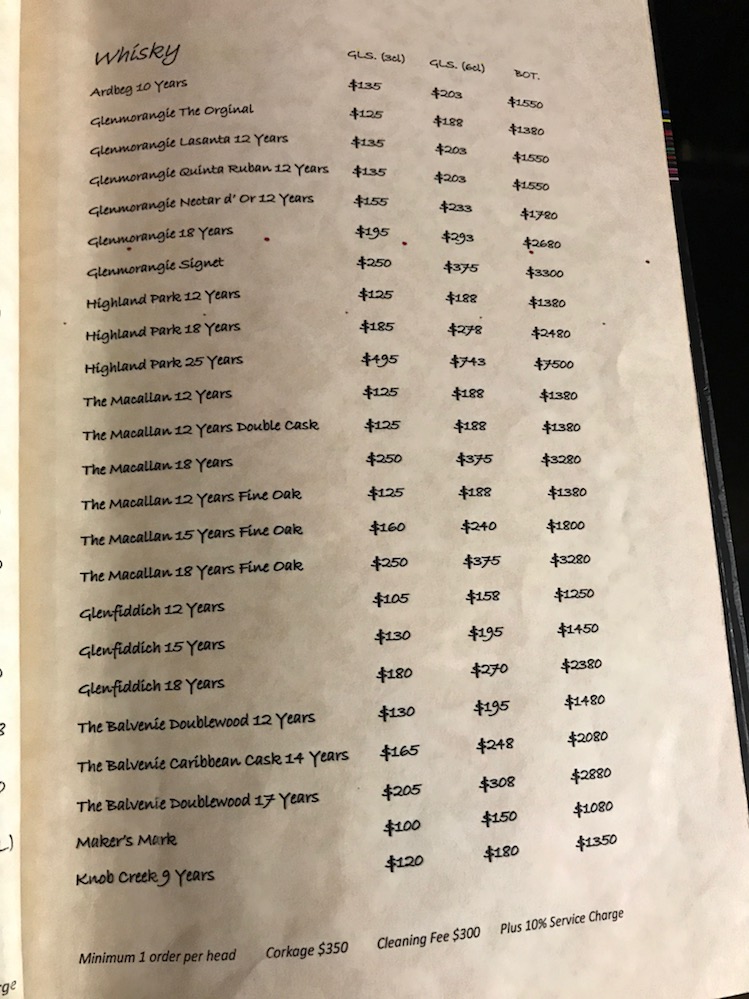 Whisky GLS. (3cl) GLS. (6cl) BOT.
Ardbeg 10 Years $135 $203 $1550
Glenmorangie The Orginal $125 $188 $1380
Glenmorangie Lasanta 12 Years $135 $203 $1550
Glenmorangie Quinta Ruban 12 Years $135 $203 $1550
Glenmorangie Nectar d' Or 12 Years $155 $233 $1780
Glenmorangie 18 Years $195 $293 $2680
Glenmorangie Signet $250 $375 $3300
Highland Park 12 Years $125 $188 $1380
Highland Park 18 Years $185 $278 $2480
Highland Park 25 Years $495 $743 $7500
The Macallan 12 Years $125 $188 $1380
The Macallan 12 Years Double Cask $125 $188 $1380
The Macallan 18 Years $250 $375 $3280
The Macallan 12 Years Fine Oak $125 $188 $1380
The Macallan 15 Years Fine Oak $160 $240 $1800
The Macallan 18 Years Fine Oak $250 $375 $3280
Glenfiddich 12 Years $105 $158 $1250
Glenfiddich 15 Years $130 $195 $1450
Glenfiddich 18 Years $180 $270 $2380
The Balvenie Doublewood 12 Years $130 $195 $1480
The Balvenie Caribbean Cask 14 Years $165 $248 $2080
The Balvenie Doublewood 17 Years $205 $308 $2880
Maker's Mark $100 $150 $1080
Knob Creek 9 Years $120 $180 $1350
Minimum 1 order per head Corkage $350 Cleaning Fee $300 Plus 10% Service Charge